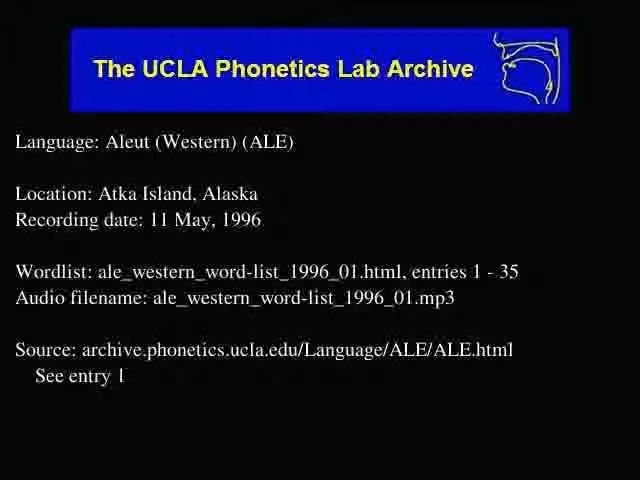 The UCLA Phonetics Lab Archive
Language: Aleut (Western) (ALE)
Location: Atka Island, Alaska
Recording date: 11 May, 1996
Wordlist: ale_western_word-list_1996_01.html, entries 1 - 35
Audio filename: ale_western_word-list_1996_01.mp3
Source: archive.phonetics.ucla.edu/Language/ALE/ALE.html
See entry 1